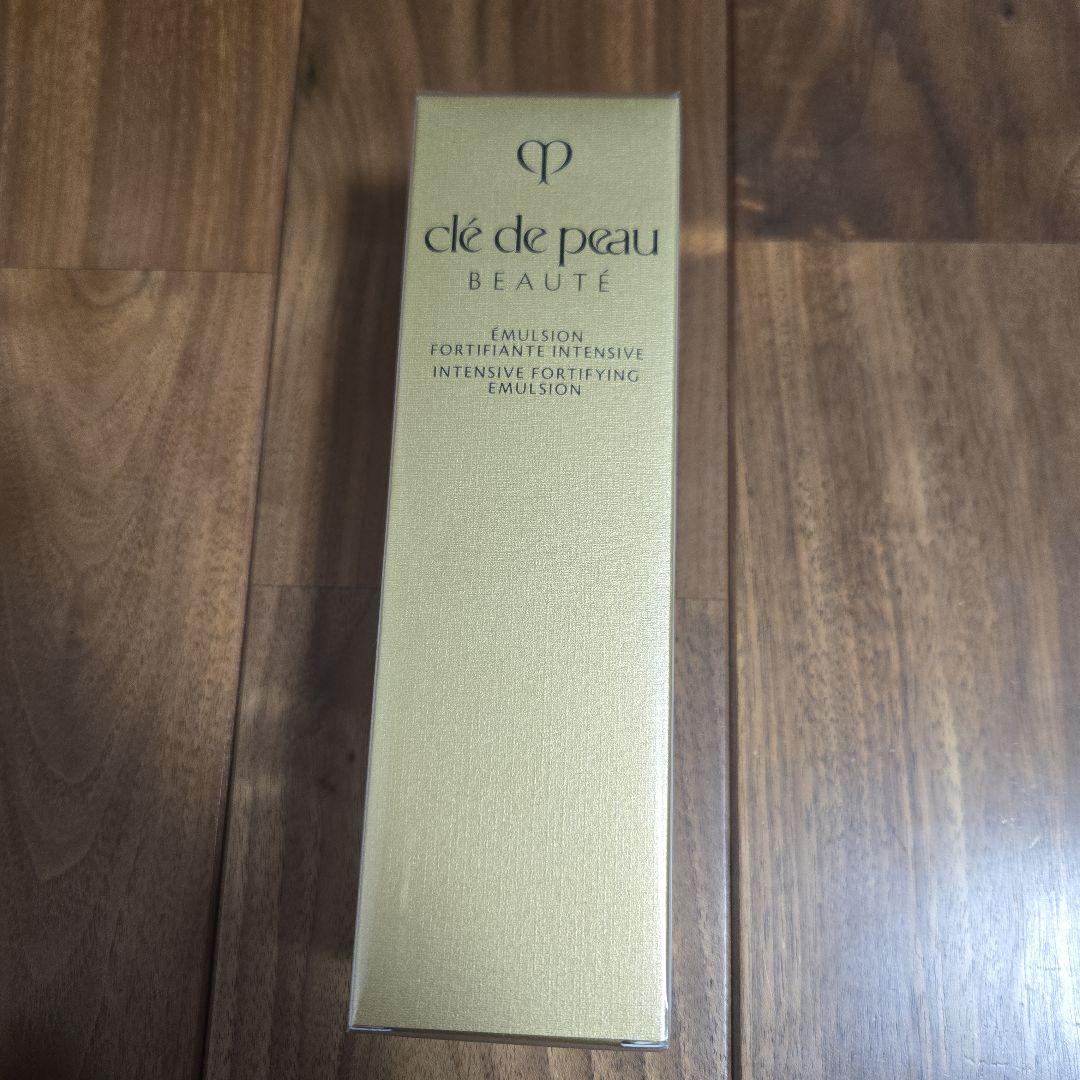 clé de peau
BEAUTÉ
ÉMULSION
FORTIFIANTE INTENSIVE
INTENSIVE FORTIFYING
EMULSION